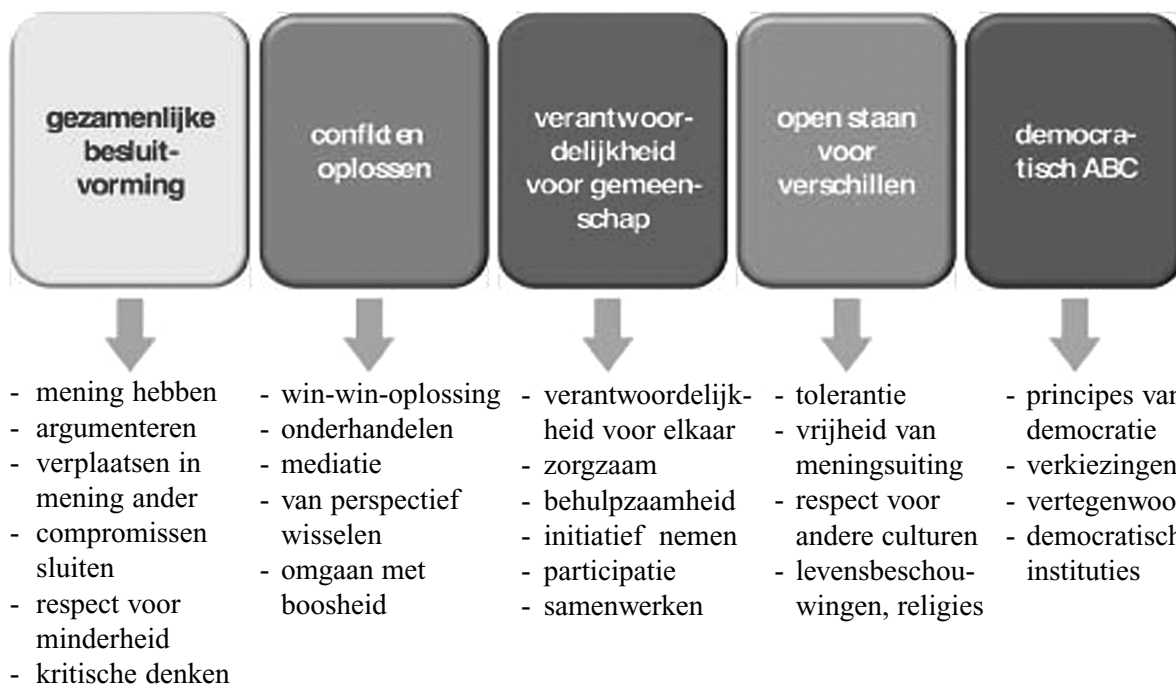 gezamenlijke
besluit-
vorming
conflicten
oplossen
verantwoor-
delijkheid
voor gemeen-
schap
open staan
voor
verschillen
democra-
tisch ABC
- mening hebben
- argumenteren
- verplaatsen in
mening ander
- compromissen
sluiten
- respect voor
minderheid
- kritische denken
- win-win-oplossing
- onderhandelen
- mediatie
- van perspectief
wisselen
- omgaan met
boosheid
- verantwoordelijk-
heid voor elkaar
- zorgzaam
- behulpzaamheid
- initiatief nemen
- participatie
- samenwerken
- tolerantie
- vrijheid van
meningsuiting
- respect voor
andere culturen
- levensbeschou-
wingen, religies
- principes van
democratie
- verkiezingen
- vertegenwoo
- democratisch
instituties